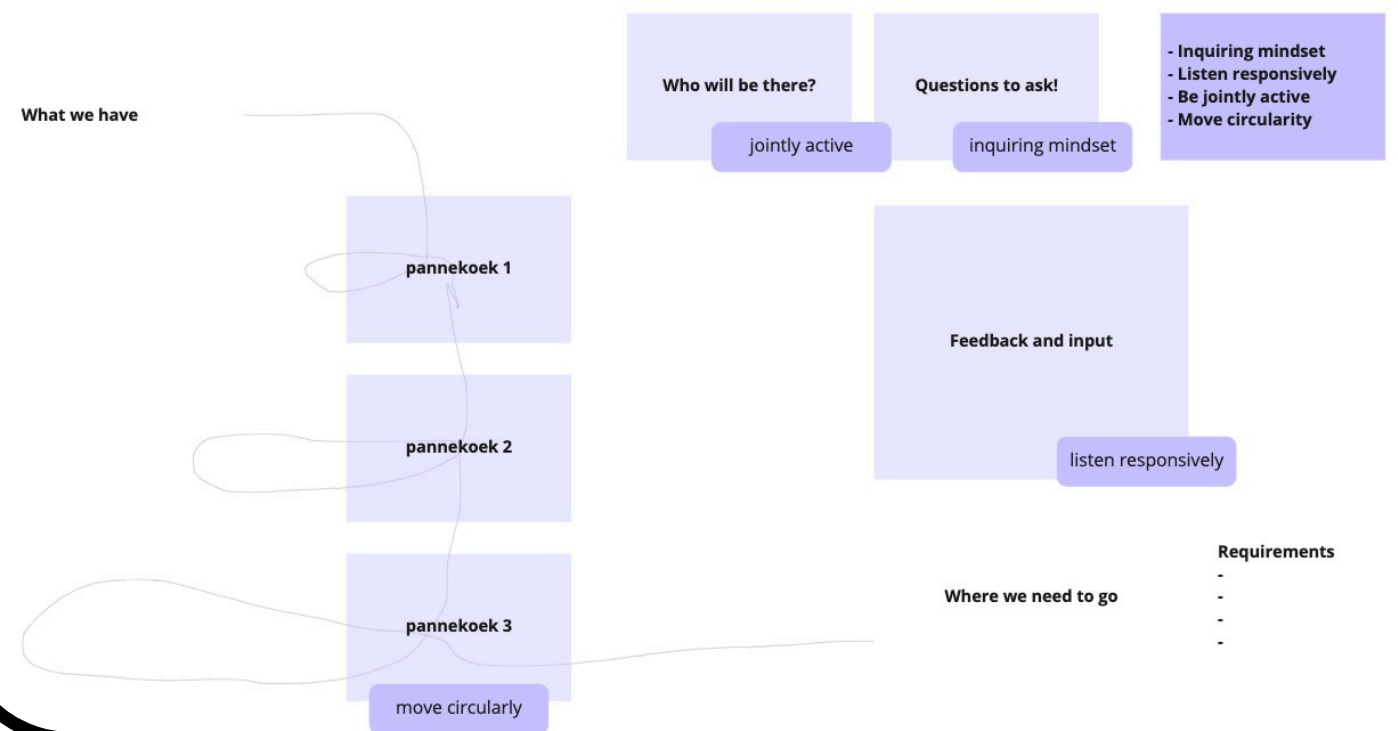 What we have
Who will be there?
jointly active
Questions to ask!
inquiring mindset
- Inquiring mindset
- Listen responsively
- Be jointly active
- Move circularity
pannekoek 1
pannekoek 2
pannekoek 3
move circularly
Feedback and input
listen responsively
Where we need to go
Requirements
-
-
-
-